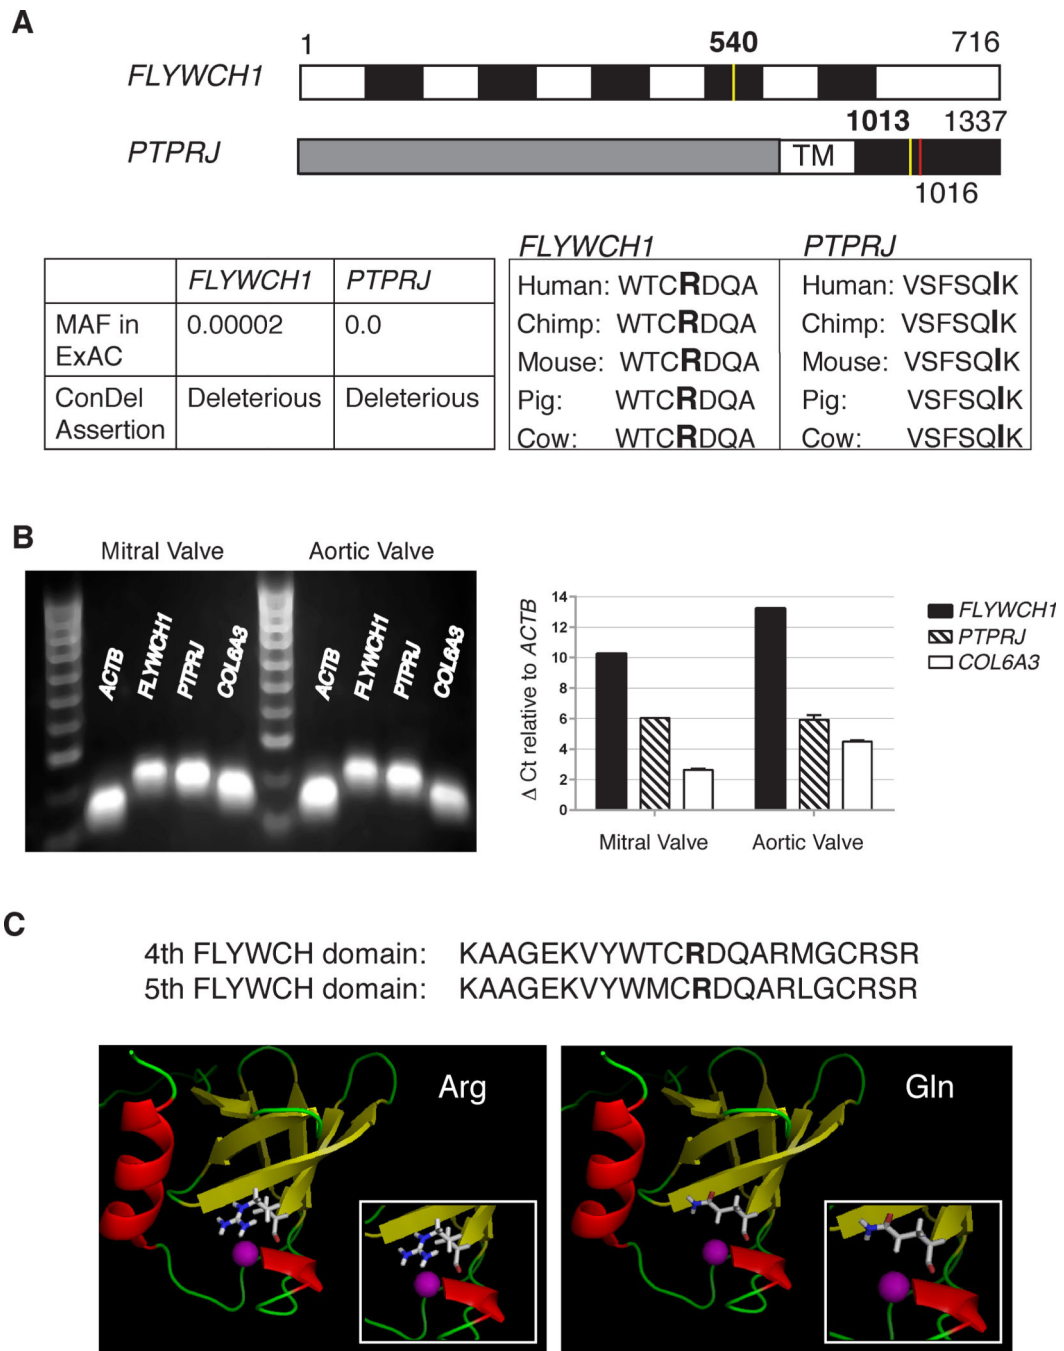 A
1 540 716
FLYWCH1
1013 1337
PTPRJ TM
1016
FLYWCH1 PTPRJ
MAF in ExAC 0.00002 0.0
ConDel Assertion Deleterious Deleterious
FLYWCH1 PTPRJ
Human: WTCRDQA Human: VSFSQIK
Chimp: WTCRDQA Chimp: VSFSQIK
Mouse: WTCRDQA Mouse: VSFSQIK
Pig: WTCRDQA Pig: VSFSQIK
Cow: WTCRDQA Cow: VSFSQIK
B
Mitral Valve Aortic Valve
ACTB FLYWCH1 PTPRJ COL6A3 ACTB FLYWCH1 PTPRJ COL6A3
Δ Ct relative to ACTB
14
12
10
8
6
4
2
0
Mitral Valve Aortic Valve
FLYWCH1
PTPRJ
COL6A3
C
4th FLYWCH domain: KAAGEKVYWTCRDQARMGCRSR
5th FLYWCH domain: KAAGEKVYWMCRDQARLGCRSR
Arg Gln